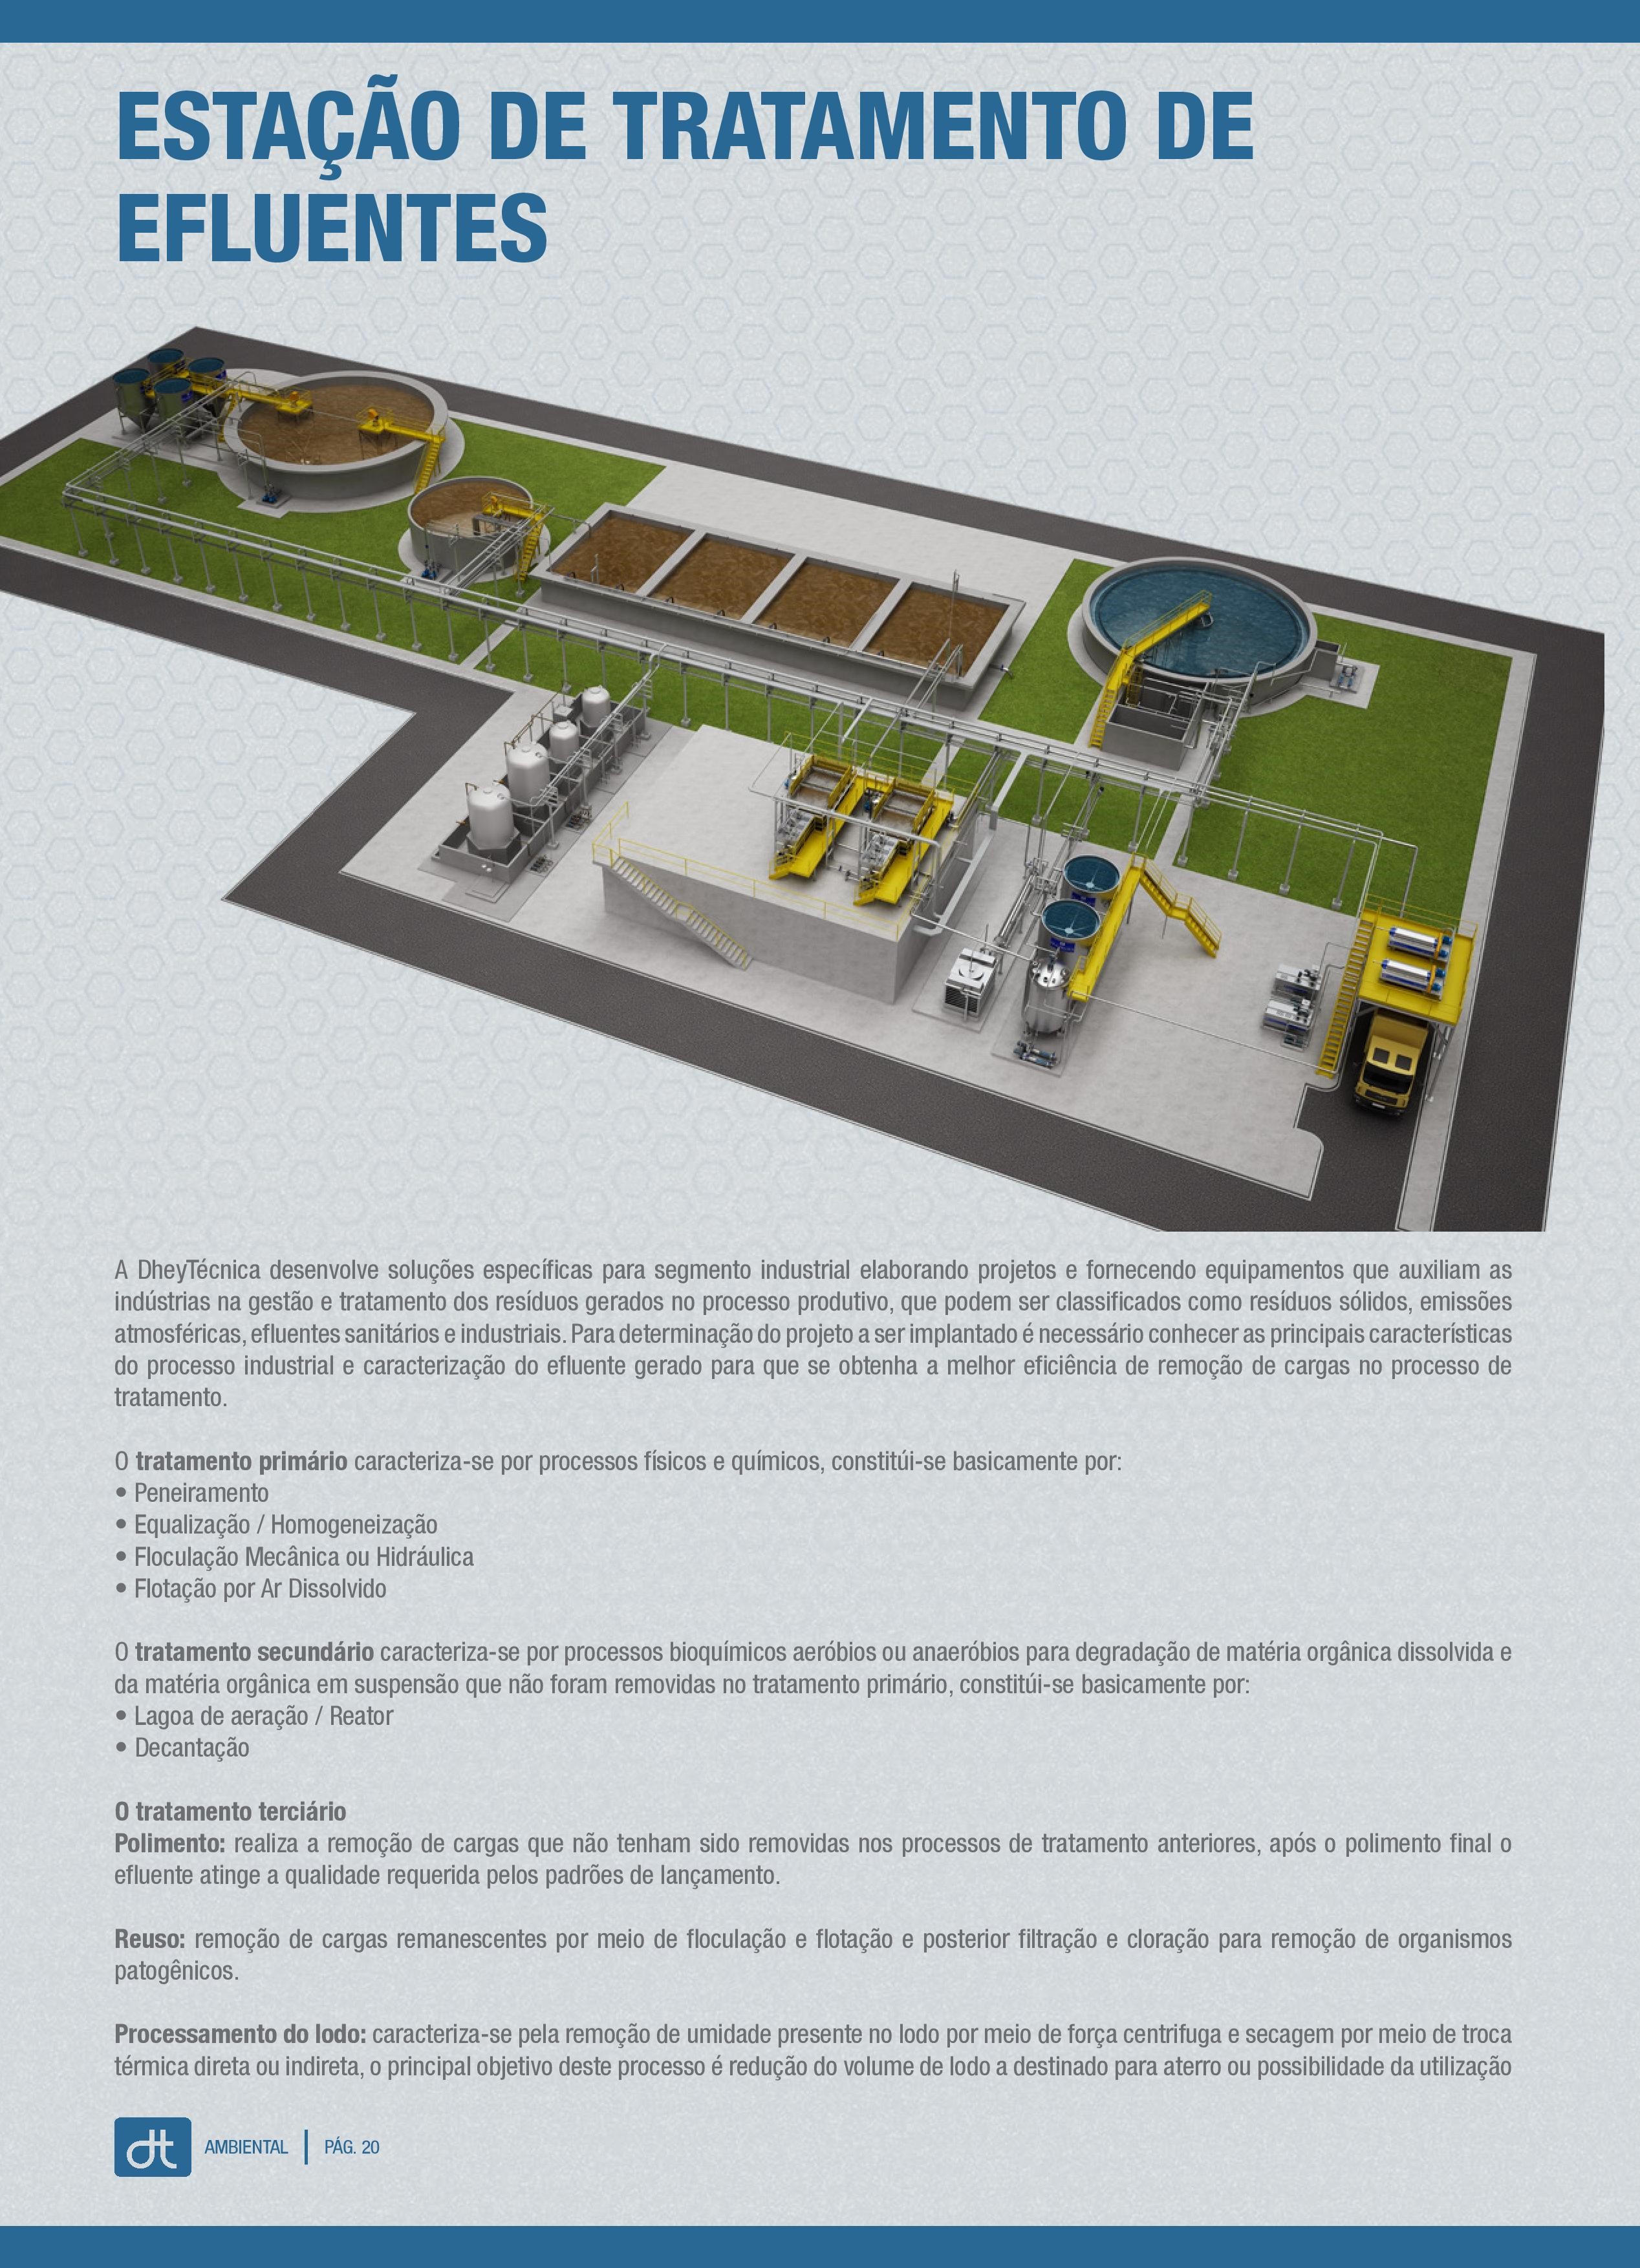 ESTAÇÃO DE TRATAMENTO DE
EFLUENTES
A DheyTécnica desenvolve soluções específicas para segmento industrial elaborando projetos e fornecendo equipamentos que auxiliam as
indústrias na gestão e tratamento dos resíduos gerados no processo produtivo, que podem ser classificados como resíduos sólidos, emissões
atmosféricas, efluentes sanitários e industriais. Para determinação do projeto a ser implantado é necessário conhecer as principais características
do processo industrial e caracterização do efluente gerado para que se obtenha a melhor eficiência de remoção de cargas no processo de
tratamento.
O tratamento primário caracteriza-se por processos físicos e químicos, constitúi-se basicamente por:
• Peneiramento
• Equalização / Homogeneização
• Floculação Mecânica ou Hidráulica
• Flotação por Ar Dissolvido
O tratamento secundário caracteriza-se por processos bioquímicos aeróbios ou anaeróbios para degradação de matéria orgânica dissolvida e
da matéria orgânica em suspensão que não foram removidas no tratamento primário, constitúi-se basicamente por:
• Lagoa de aeração / Reator
• Decantação
O tratamento terciário
Polimento: realiza a remoção de cargas que não tenham sido removidas nos processos de tratamento anteriores, após o polimento final o
efluente atinge a qualidade requerida pelos padrões de lançamento.
Reuso: remoção de cargas remanescentes por meio de floculação e flotação e posterior filtração e cloração para remoção de organismos
patogênicos.
Processamento do lodo: caracteriza-se pela remoção de umidade presente no lodo por meio de força centrifuga e secagem por meio de troca
térmica direta ou indireta, o principal objetivo deste processo é redução do volume de lodo a destinado para aterro ou possibilidade da utilização
dt AMBIENTAL | PÁG. 20